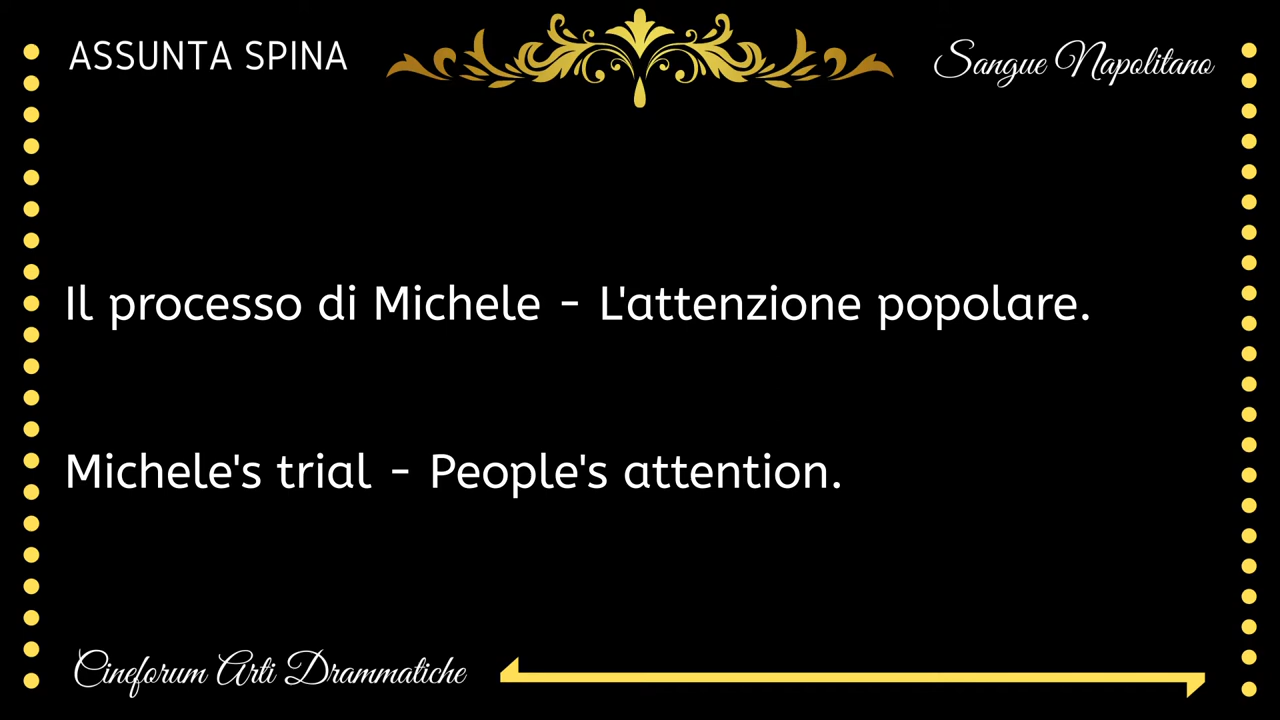 ASSUNTA SPINA
Sangue Napolitano
Il processo di Michele - L'attenzione popolare.
Michele's trial - People's attention.
Cineforum Arti Drammatiche